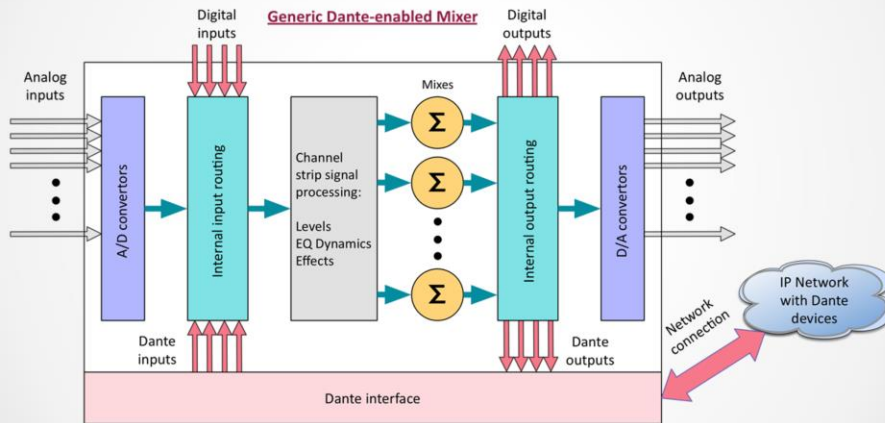 Generic Dante-enabled Mixer
Digital
inputs
Digital
outputs
Analog
inputs
Mixes
Analog
outputs
A/D convertors
Internal input routing
Channel
strip signal
processing:
Levels
EQ Dynamics
Effects
Σ
Σ
Σ
Internal output routing
D/A convertors
IP Network
with Dante
devices
Network
connection
Dante
inputs
Dante
outputs
Dante interface